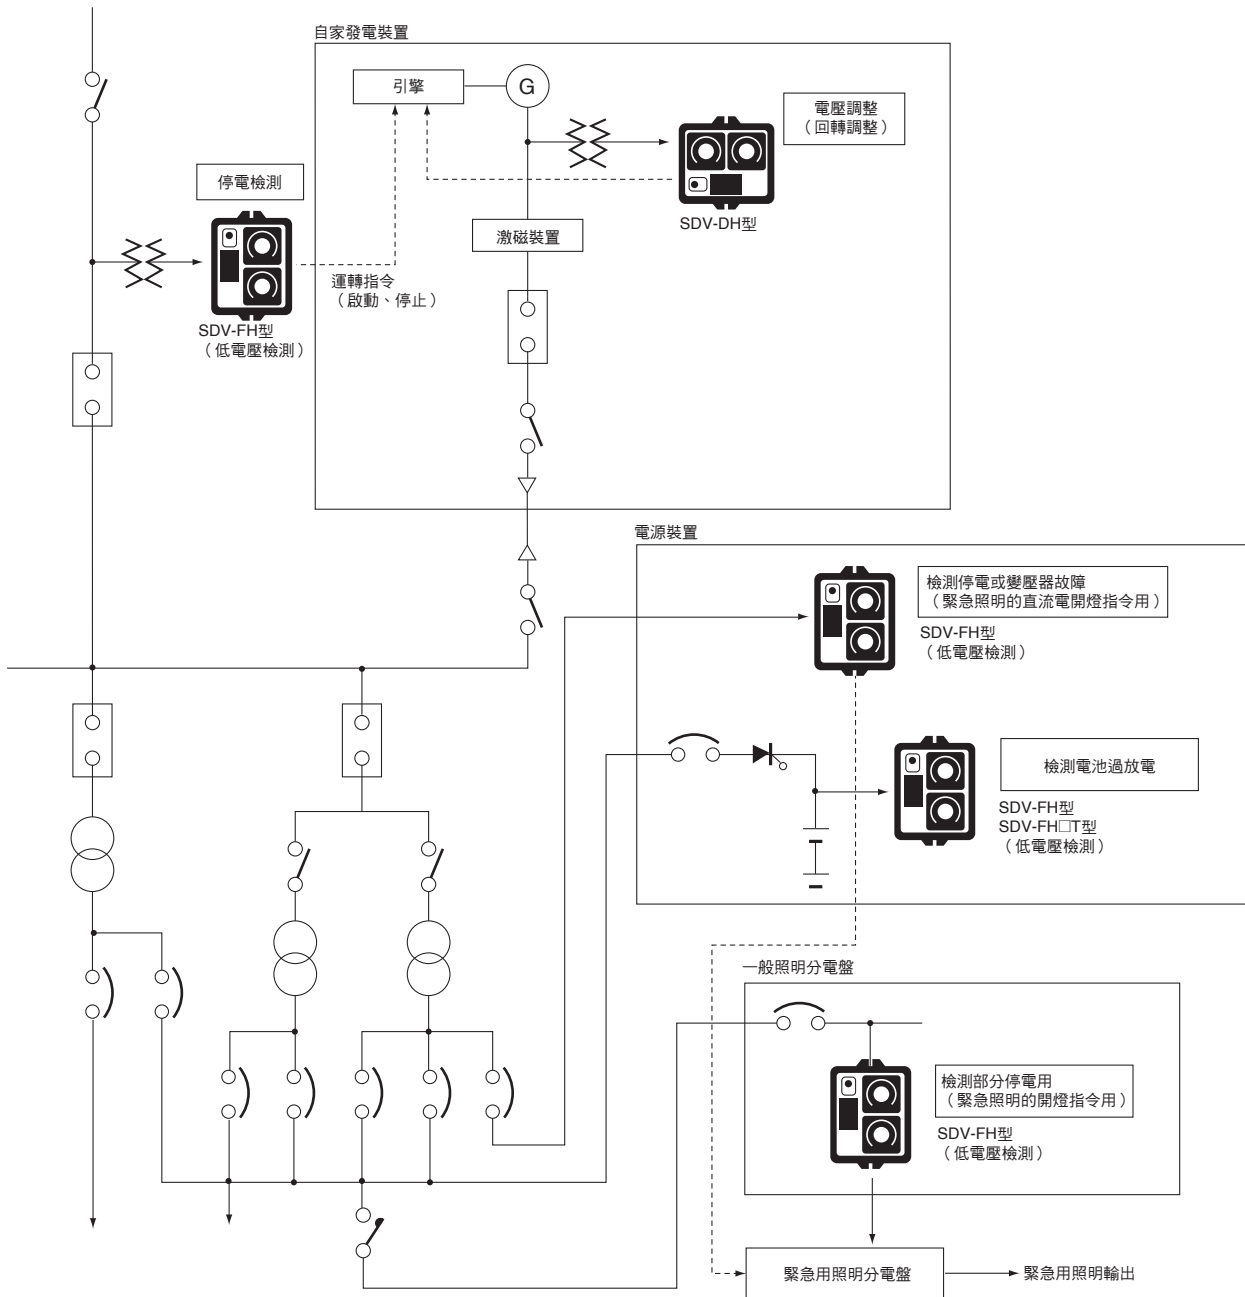 自家發電裝置
引擎
G
電壓調整
（回轉調整）
SDV-DH型
停電檢測
激磁裝置
運轉指令
（啟動、停止）
SDV-FH型
（低電壓檢測）
電源裝置
檢測停電或變壓器故障
（緊急照明的直流電開燈指令用）
SDV-FH型
（低電壓檢測）
檢測電池過放電
SDV-FH型
SDV-FH□T型
（低電壓檢測）
一般照明分電盤
檢測部分停電用
（緊急照明的開燈指令用）
SDV-FH型
（低電壓檢測）
緊急用照明分電盤
緊急用照明輸出